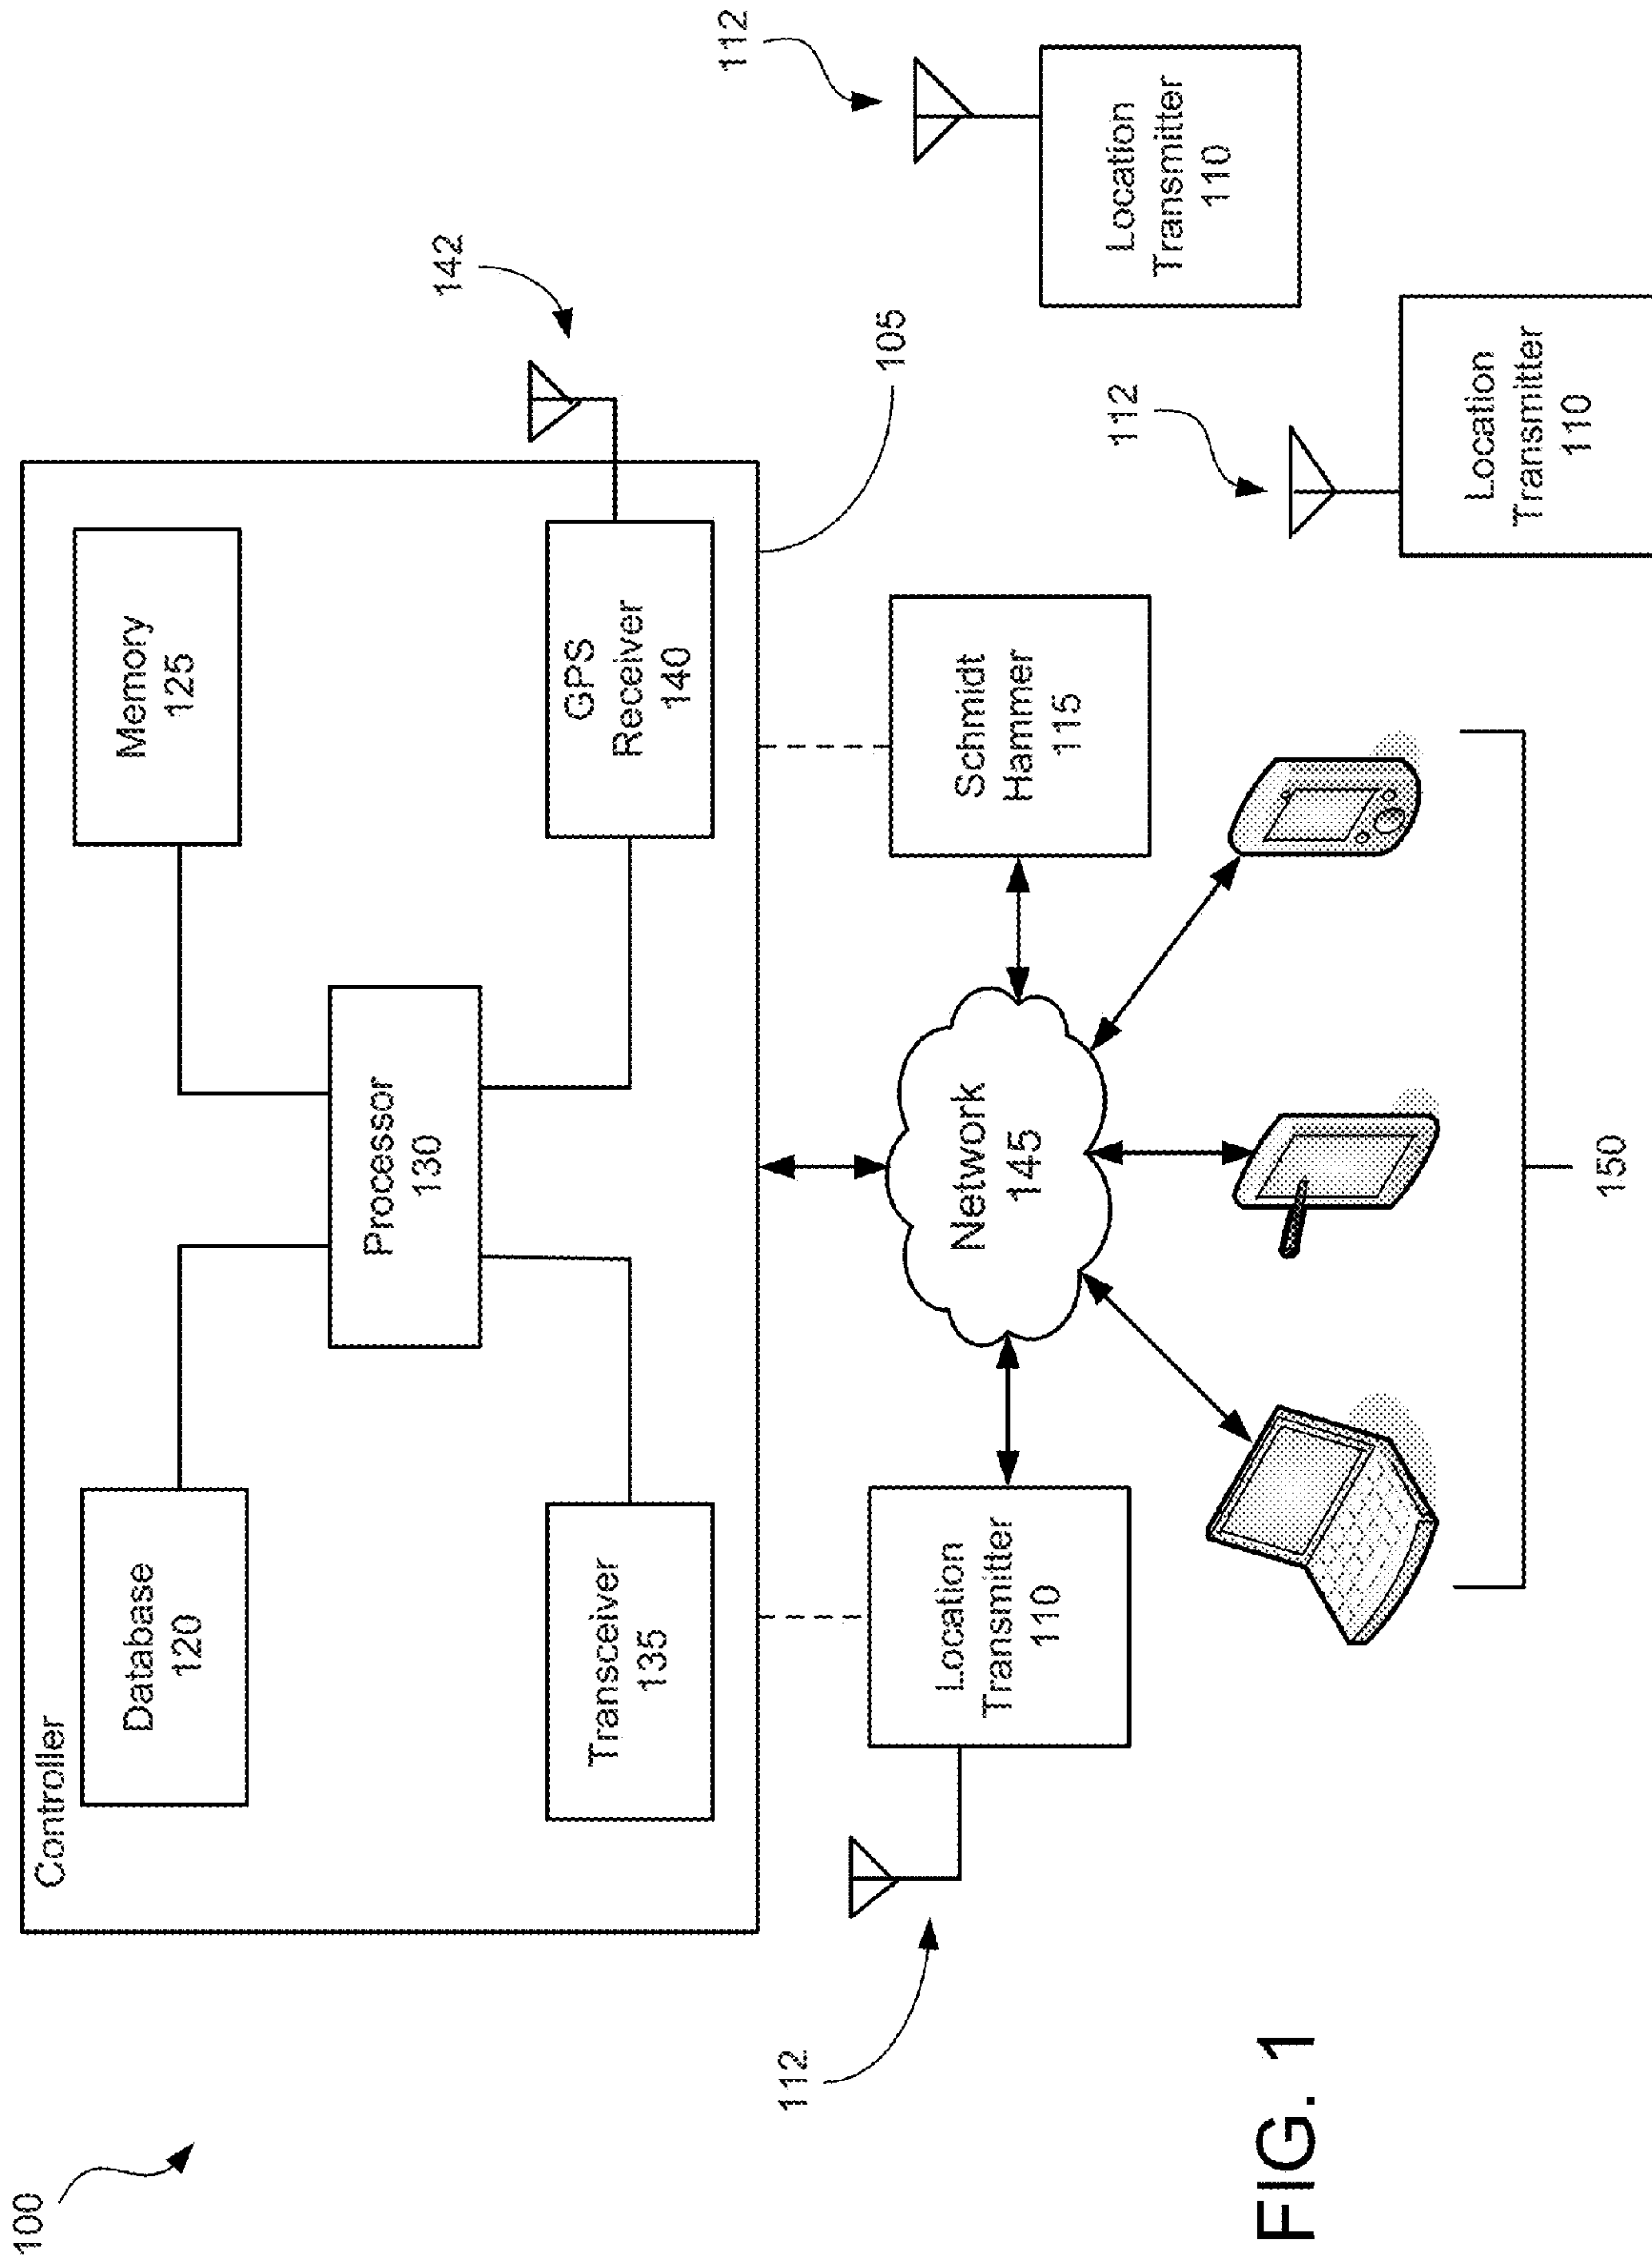 100
Controller
Database
120
Memory
125
Processor
130
Transceiver
135
GPS
Receiver
140
142
105
112
Location
Transmitter
110
Network
145
Schmidt
Hammer
115
112
Location
Transmitter
110
112
Location
Transmitter
110
150
FIG. 1